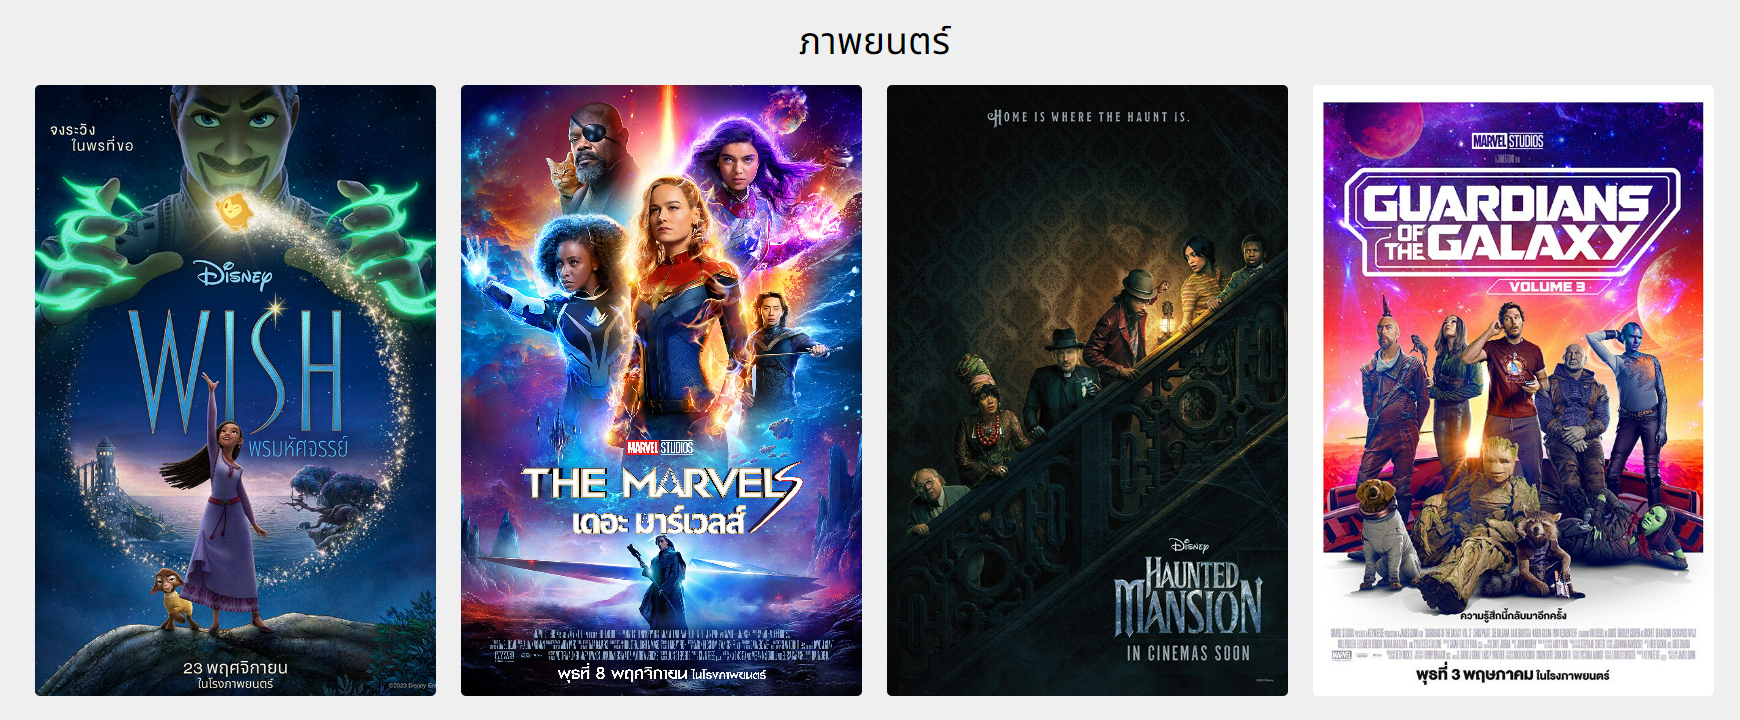 ภาพยนตร์
จงระวัง
ในพรที่ขอ
Disney
WISH
พรมหัศจรรย์
23 พฤศจิกายน
ในโรงภาพยนตร์
©2023 Disney En
MARVEL STUDIOS
THE MARVELS
เดอะ มาร์เวลส์
พุธที่ 8 พฤศจิกายน ในโรงภาพยนตร์
HOME IS WHERE THE HAUNT IS.
Disney
HAUNTED
MANSION
IN CINEMAS SOON
MARVEL STUDIOS
GUARDIANS
OF THE GALAXY
VOLUME 3
ความรู้สึกนี้กลับมาอีกครั้ง
พุธที่ 3 พฤษภาคม ในโรงภาพยนตร์